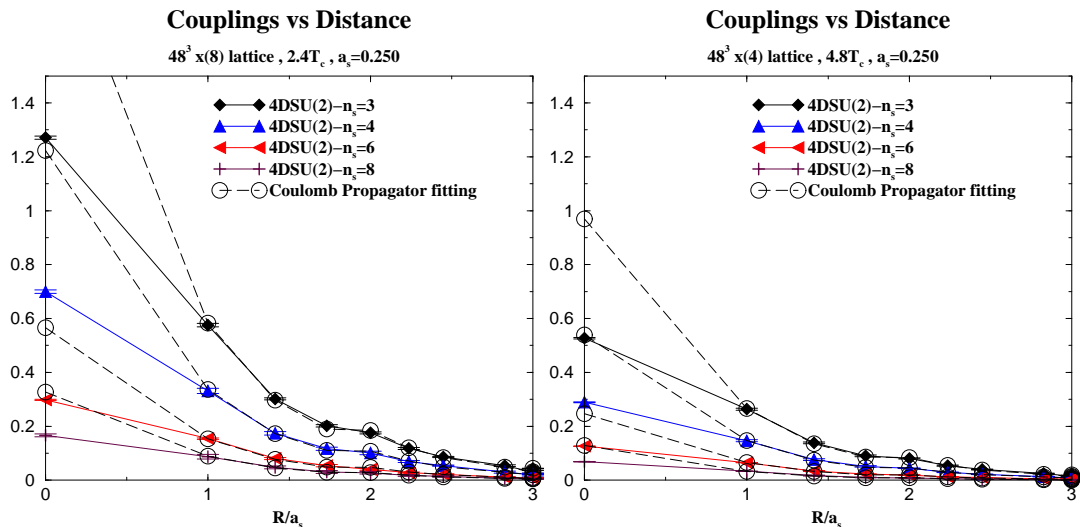 Couplings vs Distance
48³ x(8) lattice , 2.4T_c , a_s=0.250
1.4
1.2
1
0.8
0.6
0.4
0.2
0
4DSU(2)−n_s=3
4DSU(2)−n_s=4
4DSU(2)−n_s=6
4DSU(2)−n_s=8
Coulomb Propagator fitting
0 1 2 3
R/a_s
Couplings vs Distance
48³ x(4) lattice , 4.8T_c , a_s=0.250
1.4
1.2
1
0.8
0.6
0.4
0.2
0
4DSU(2)−n_s=3
4DSU(2)−n_s=4
4DSU(2)−n_s=6
4DSU(2)−n_s=8
Coulomb Propagator fitting
0 1 2 3
R/a_s